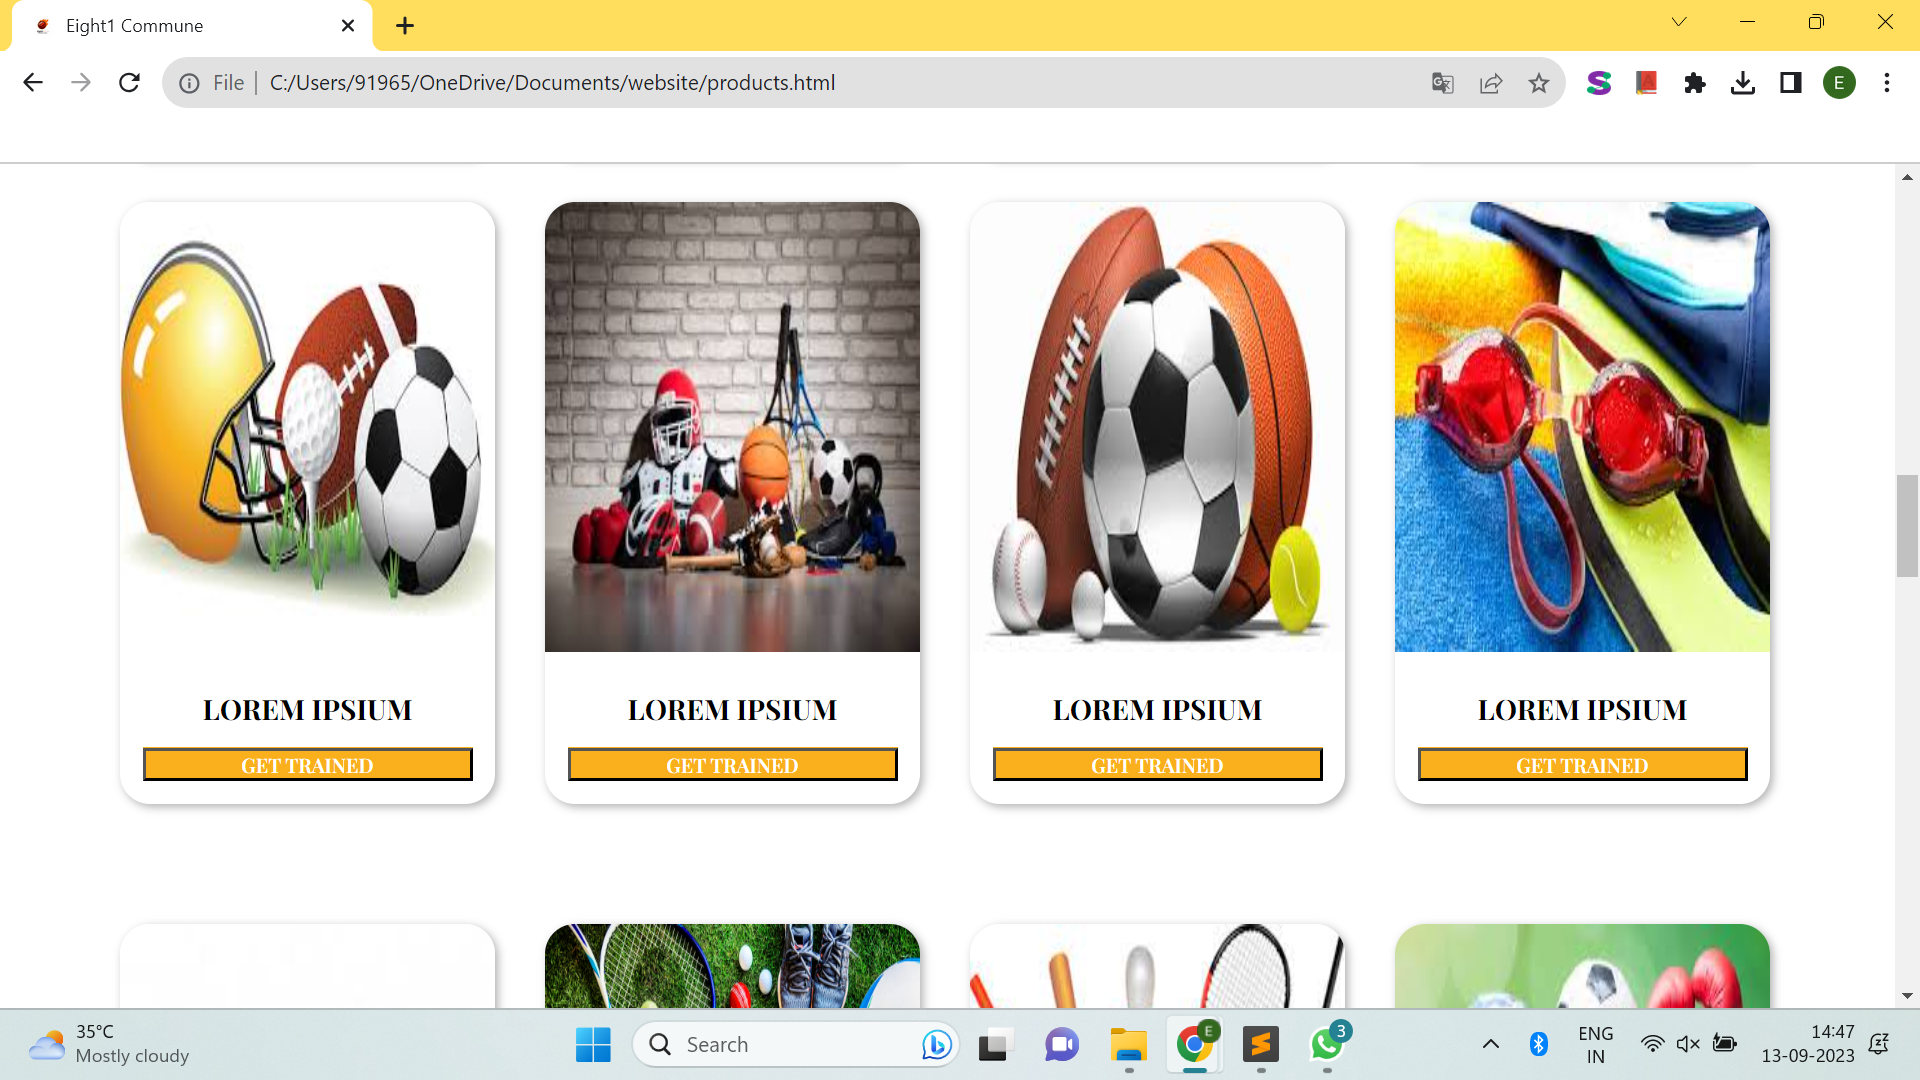 Eight1 Commune
File
C:/Users/91965/OneDrive/Documents/website/products.html
E
LOREM IPSIUM
LOREM IPSIUM
LOREM IPSIUM
LOREM IPSIUM
GET TRAINED
GET TRAINED
GET TRAINED
GET TRAINED
35°C
Mostly cloudy
Search
E
3
ENG
IN
14:47
13-09-2023